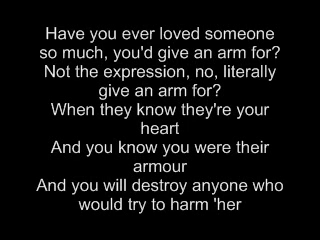 Have you ever loved someone
so much, you'd give an arm for?
Not the expression, no, literally
give an arm for?
When they know they're your
heart
And you know you were their
armour
And you will destroy anyone who
would try to harm 'her